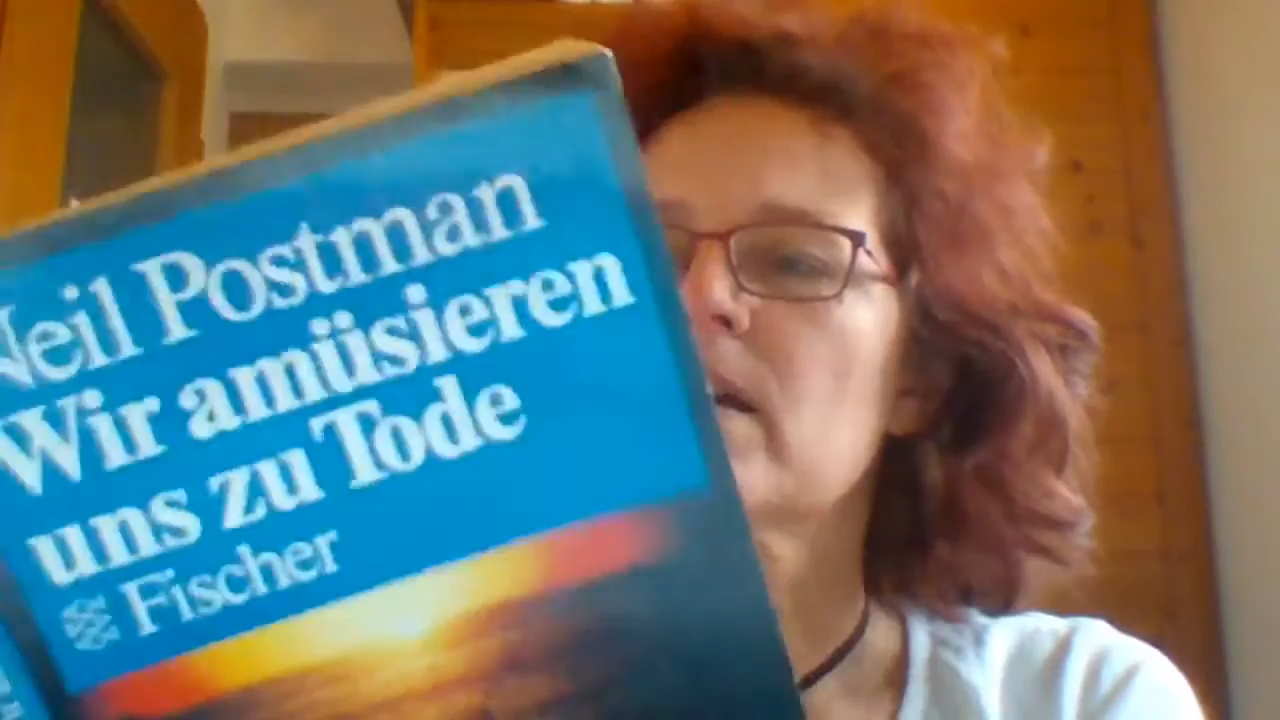 Neil Postman
Wir amüsieren
uns zu Tode
Fischer